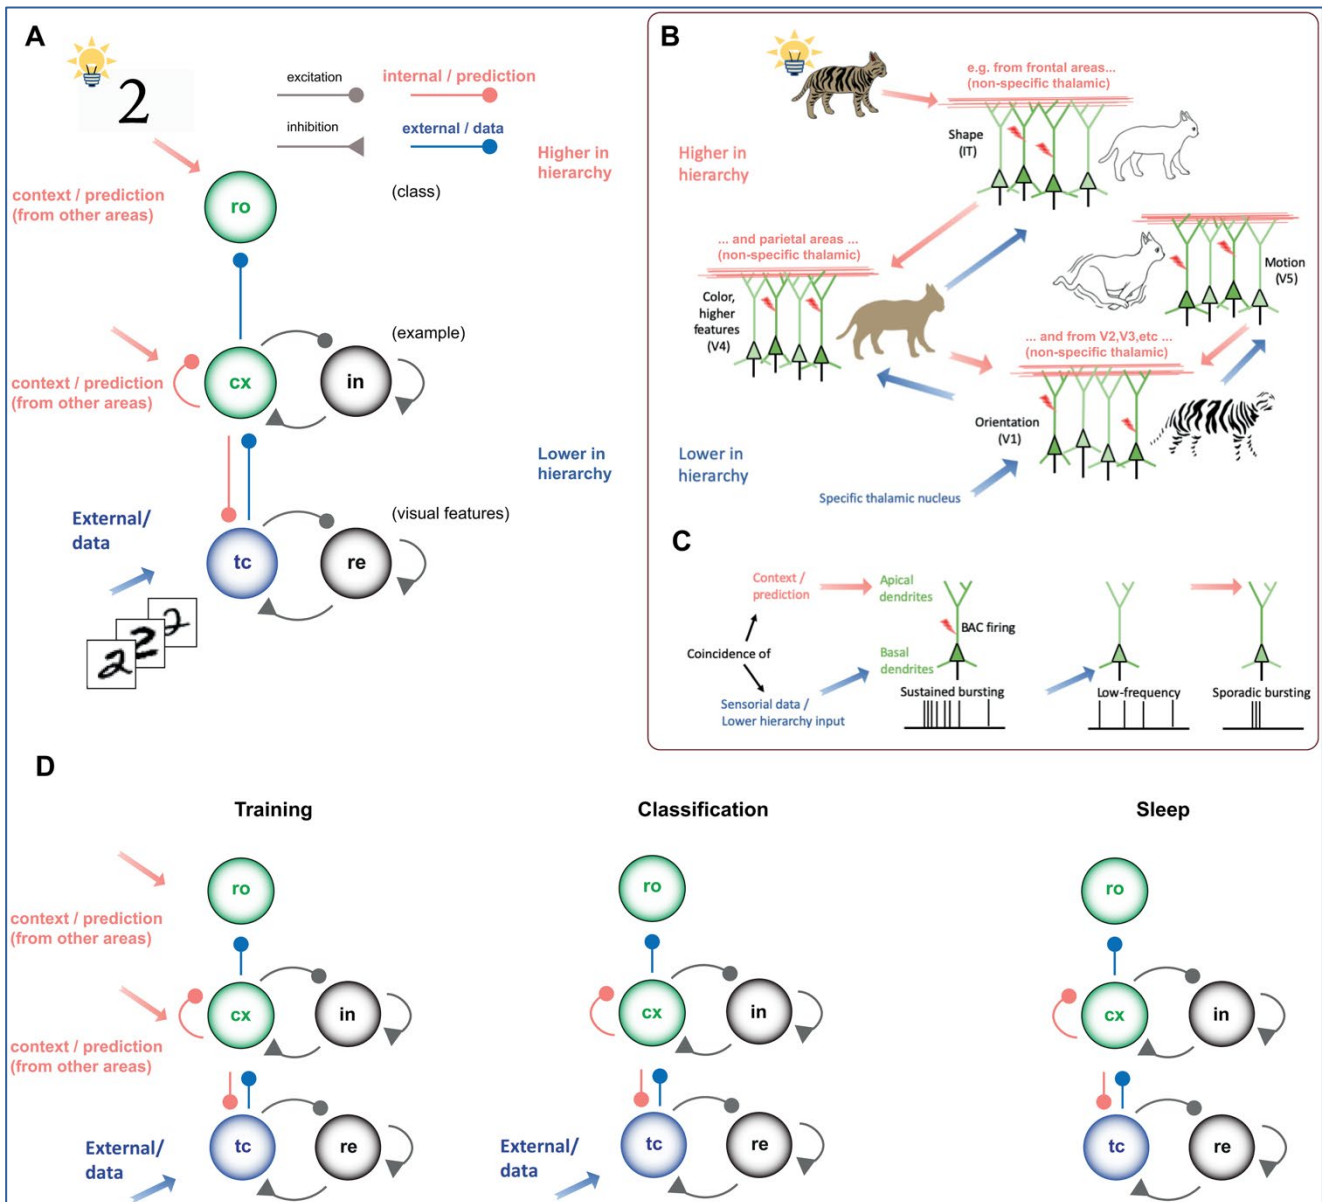 A
2
excitation
internal / prediction
inhibition
external / data
Higher in
hierarchy
context / prediction
(from other areas)
ro
(class)
context / prediction
(from other areas)
cx
in
(example)
Lower in
hierarchy
External/
data
tc
re
(visual features)
2
2
2
B
e.g. from frontal areas...
(non-specific thalamic)
Shape
(IT)
Higher in
hierarchy
... and parietal areas ...
(non-specific thalamic)
Color,
higher
features
(V4)
Motion
(V5)
... and from V2,V3,etc ...
(non-specific thalamic)
Orientation
(V1)
Lower in
hierarchy
Specific thalamic nucleus
C
Context /
prediction
Apical
dendrites
BAC firing
Coincidence of
Basal
dendrites
Sensorial data /
Lower hierarchy input
Sustained bursting
Low-frequency
Sporadic bursting
D
Training
Classification
Sleep
context / prediction
(from other areas)
ro
context / prediction
(from other areas)
cx
in
External/
data
tc
re
ro
cx
in
External/
data
tc
re
ro
cx
in
tc
re